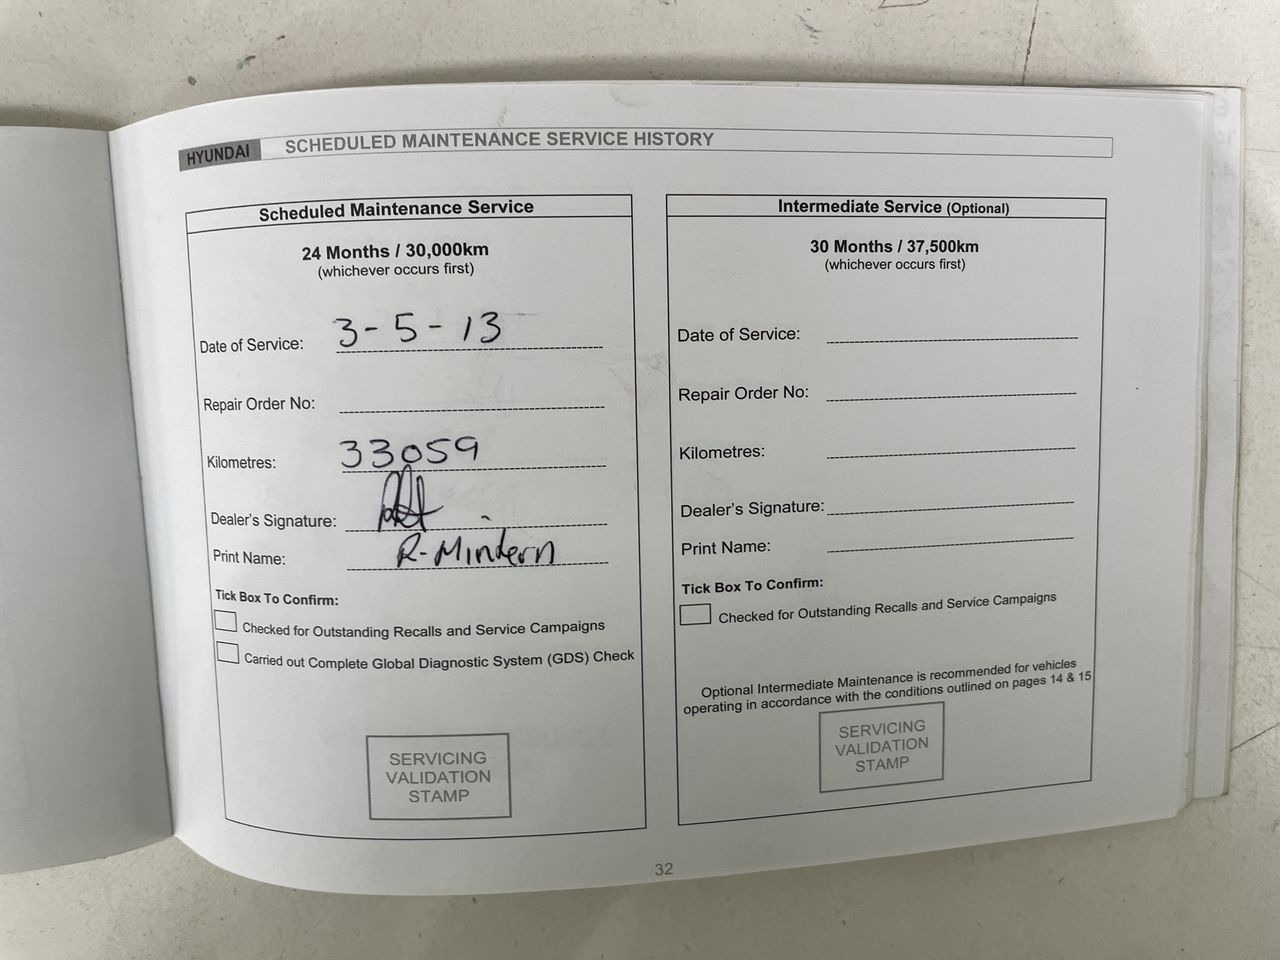 HYUNDAI SCHEDULED MAINTENANCE SERVICE HISTORY
Scheduled Maintenance Service
24 Months / 30,000km
(whichever occurs first)
Date of Service: 3-5-13
Repair Order No:
Kilometres: 33059
Dealer's Signature:
Print Name: R-Mindern
Tick Box To Confirm:
Checked for Outstanding Recalls and Service Campaigns
Carried out Complete Global Diagnostic System (GDS) Check
SERVICING
VALIDATION
STAMP
Intermediate Service (Optional)
30 Months / 37,500km
(whichever occurs first)
Date of Service:
Repair Order No:
Kilometres:
Dealer's Signature:
Print Name:
Tick Box To Confirm:
Checked for Outstanding Recalls and Service Campaigns
Optional Intermediate Maintenance is recommended for vehicles
operating in accordance with the conditions outlined on pages 14 & 15
SERVICING
VALIDATION
STAMP
32